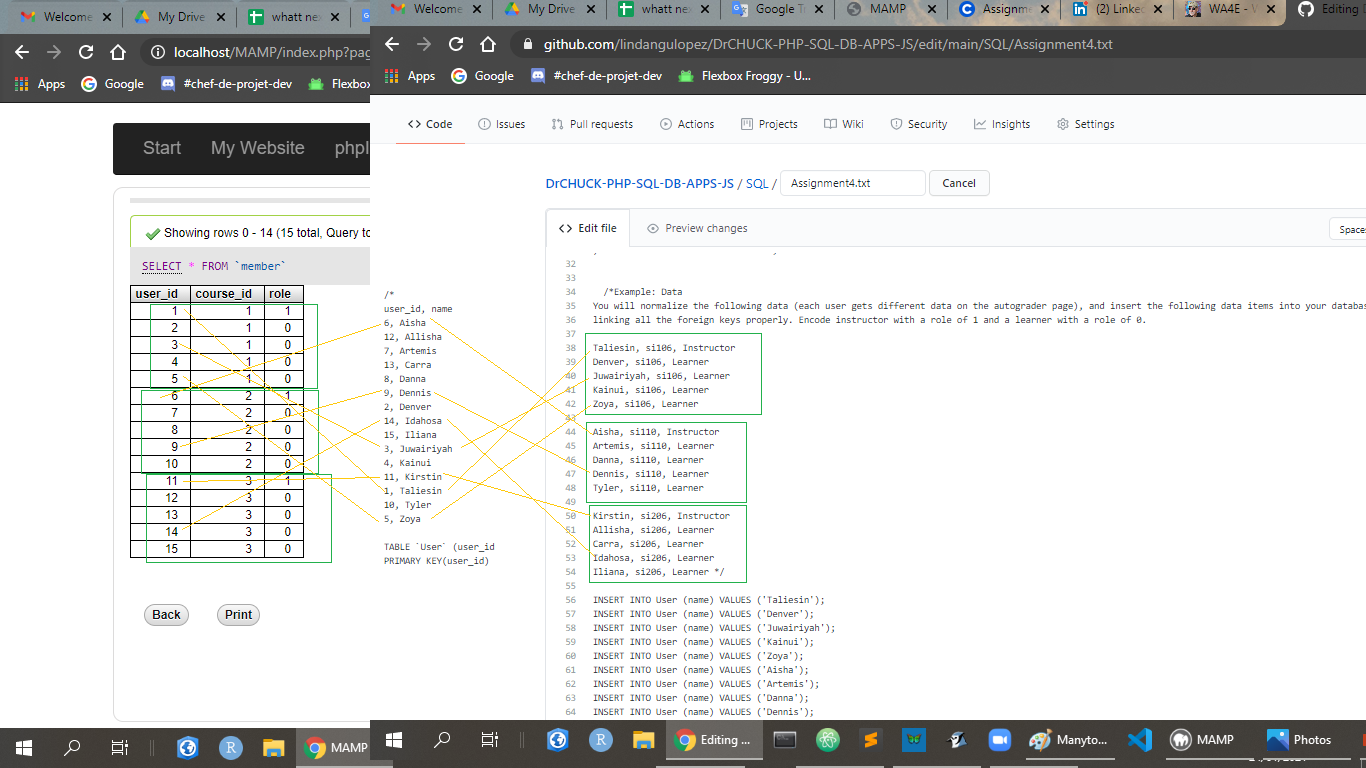 Welcome
My Drive
whatt nex
localhost/MAMP/index.php?pag
Apps
Google
#chef-de-projet-dev
Flexbox
Start
My Website
Showing rows 0 - 14 (15 total, Query to
SELECT * FROM `member`
user_id course_id role
1 1 1
2 1 0
3 1 0
4 1 0
5 1 0
6 2 1
7 2 0
8 2 0
9 2 0
10 2 0
11 3 1
12 3 0
13 3 0
14 3 0
15 3 0
Back
Print
/*
user_id, name
6, Aisha
12, Allisha
7, Artemis
13, Carra
8, Danna
9, Dennis
2, Denver
14, Idahosa
15, Iliana
3, Juwairiyah
4, Kainui
11, Kirstin
1, Taliesin
10, Tyler
5, Zoya
TABLE `User` (user_id
PRIMARY KEY(user_id)
Welcome
My Drive
whatt nex
Google Tr
MAMP
Assignme
(2) Linked
WA4E - W
Editing D
github.com/lindangulopez/DrCHUCK-PHP-SQL-DB-APPS-JS/edit/main/SQL/Assignment4.txt
Apps
Google
#chef-de-projet-dev
Flexbox Froggy - U...
Code
Issues
Pull requests
Actions
Projects
Wiki
Security
Insights
Settings
DrCHUCK-PHP-SQL-DB-APPS-JS / SQL / Assignment4.txt
Cancel
Edit file
Preview changes
Spaces
32
33
34 /*Example: Data
35 You will normalize the following data (each user gets different data on the autograder page), and insert the following data items into your databas
36 linking all the foreign keys properly. Encode instructor with a role of 1 and a learner with a role of 0.
37
38 Taliesin, si106, Instructor
39 Denver, si106, Learner
40 Juwairiyah, si106, Learner
41 Kainui, si106, Learner
42 Zoya, si106, Learner
43
44 Aisha, si110, Instructor
45 Artemis, si110, Learner
46 Danna, si110, Learner
47 Dennis, si110, Learner
48 Tyler, si110, Learner
49
50 Kirstin, si206, Instructor
51 Allisha, si206, Learner
52 Carra, si206, Learner
53 Idahosa, si206, Learner
54 Iliana, si206, Learner */
55
56 INSERT INTO User (name) VALUES ('Taliesin');
57 INSERT INTO User (name) VALUES ('Denver');
58 INSERT INTO User (name) VALUES ('Juwairiyah');
59 INSERT INTO User (name) VALUES ('Kainui');
60 INSERT INTO User (name) VALUES ('Zoya');
61 INSERT INTO User (name) VALUES ('Aisha');
62 INSERT INTO User (name) VALUES ('Artemis');
63 INSERT INTO User (name) VALUES ('Danna');
64 INSERT INTO User (name) VALUES ('Dennis');
MAMP
Editing ...
Manyto...
MAMP
Photos